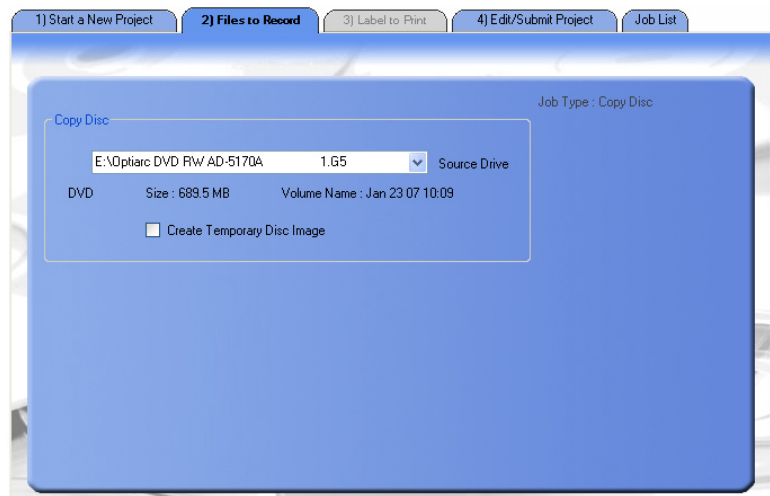 1) Start a New Project 2) Files to Record 3) Label to Print 4) Edit/Submit Project Job List
Job Type : Copy Disc
Copy Disc
E:\Optiarc DVD RW AD-5170A 1.G5 Source Drive
DVD Size : 689.5 MB Volume Name : Jan 23 07 10:09
Create Temporary Disc Image